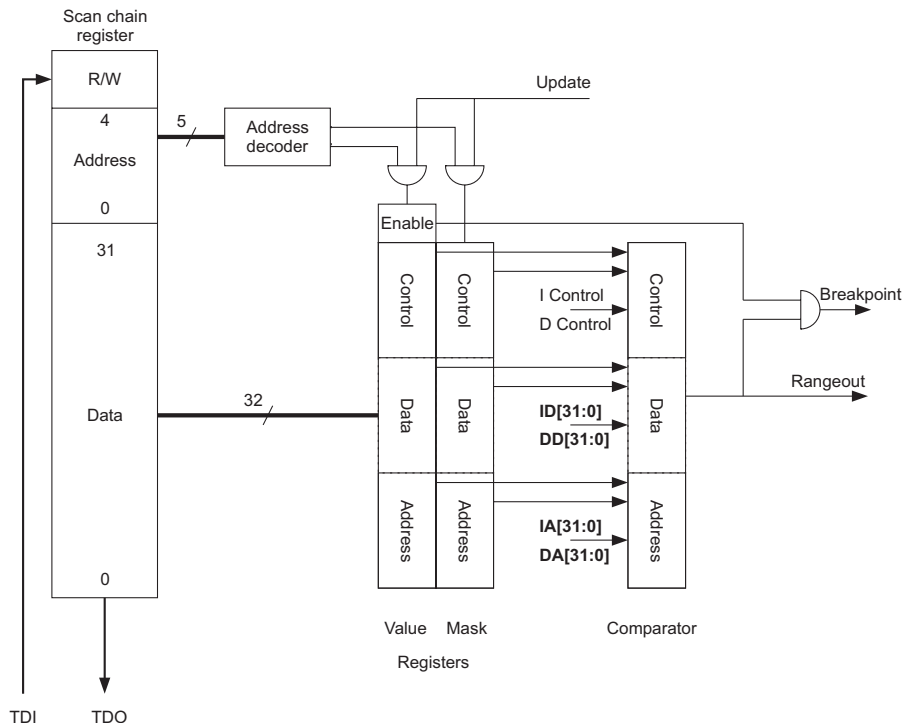 Scan chain
register
R/W
Update
4
5
Address
decoder
Address
0
Enable
31
Control
Control
I Control
D Control
Control
Breakpoint
Rangeout
32
Data
Data
Data
ID[31:0]
DD[31:0]
Data
Address
Address
IA[31:0]
DA[31:0]
Address
0
Value
Mask
Comparator
Registers
TDI
TDO